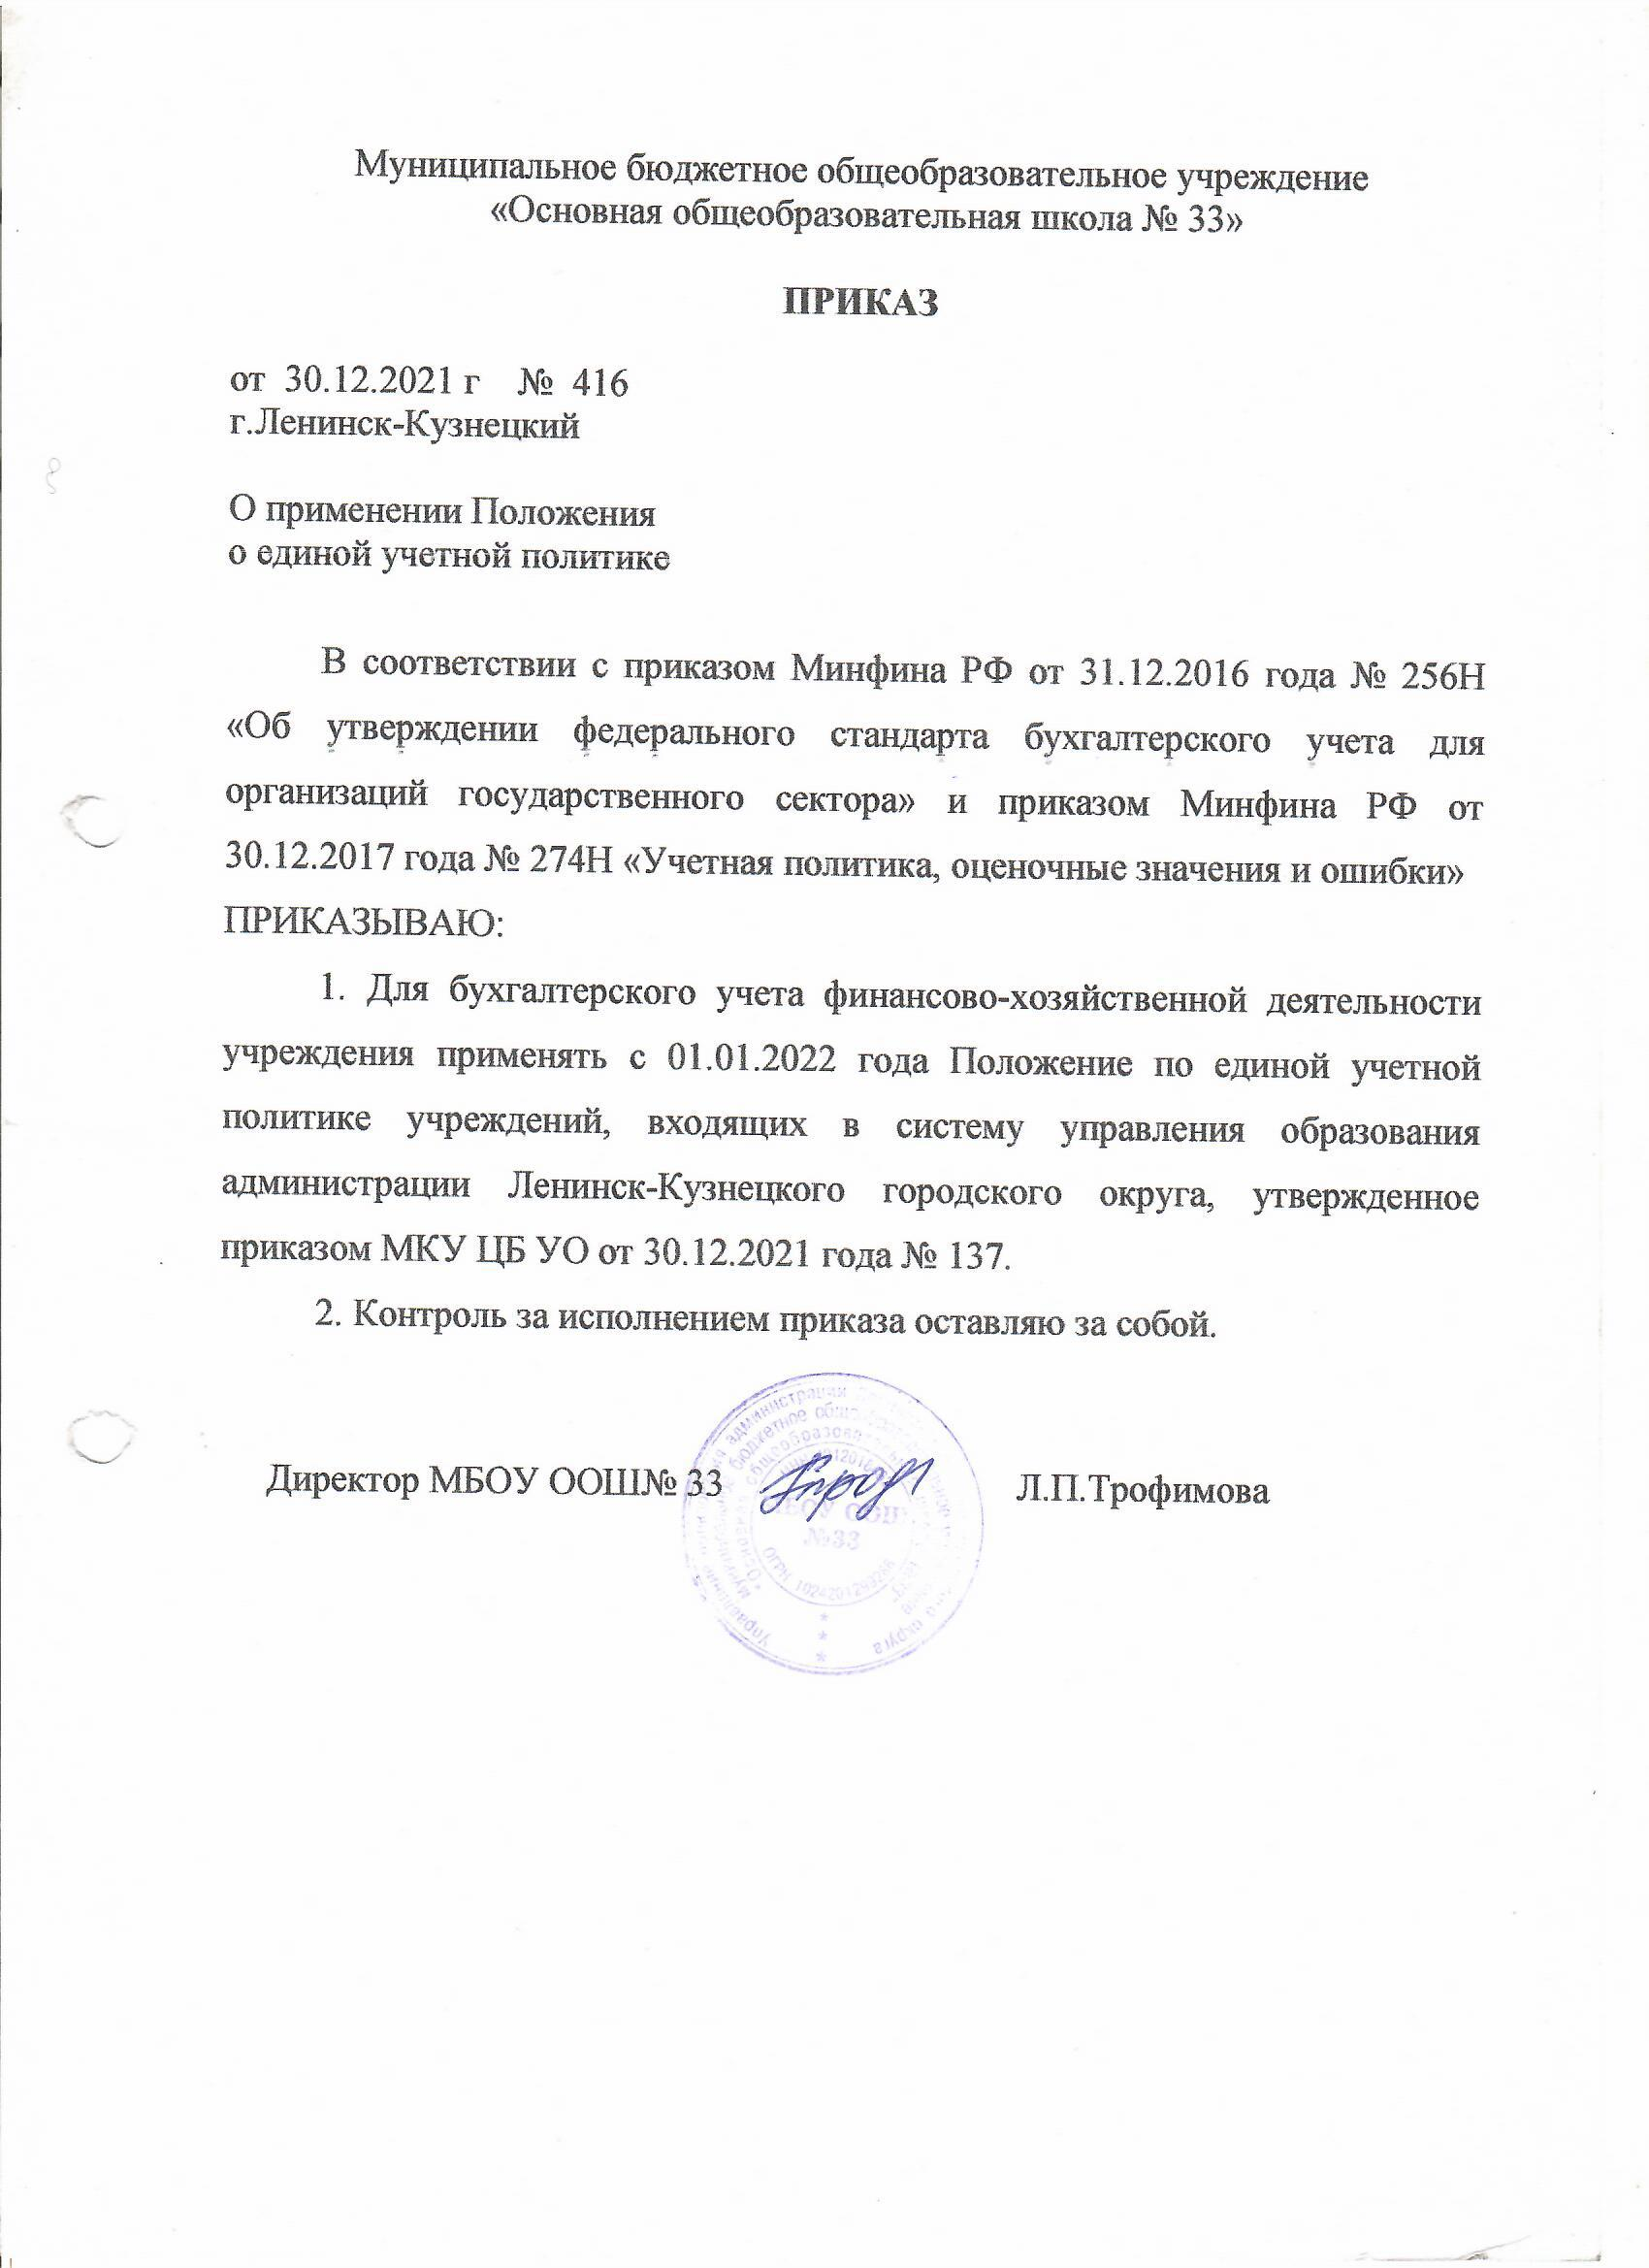 Муниципальное бюджетное общеобразовательное учреждение
«Основная общеобразовательная школа № 33»
ПРИКАЗ
от 30.12.2021 г № 416
г.Ленинск-Кузнецкий
О применении Положения
о единой учетной политике
В соответствии с приказом Минфина РФ от 31.12.2016 года № 256Н
«Об утверждении федерального стандарта бухгалтерского учета для
организаций государственного сектора» и приказом Минфина РФ от
30.12.2017 года № 274Н «Учетная политика, оценочные значения и ошибки»
ПРИКАЗЫВАЮ:
1. Для бухгалтерского учета финансово-хозяйственной деятельности
учреждения применять с 01.01.2022 года Положение по единой учетной
политике учреждений, входящих в систему управления образования
администрации Ленинск-Кузнецкого городского округа, утвержденное
приказом МКУ ЦБ УО от 30.12.2021 года № 137.
2. Контроль за исполнением приказа оставляю за собой.
Директор МБОУ ООШ№ 33 Л.П.Трофимова
администрации
бюджетное
№33
ОГРН
округа